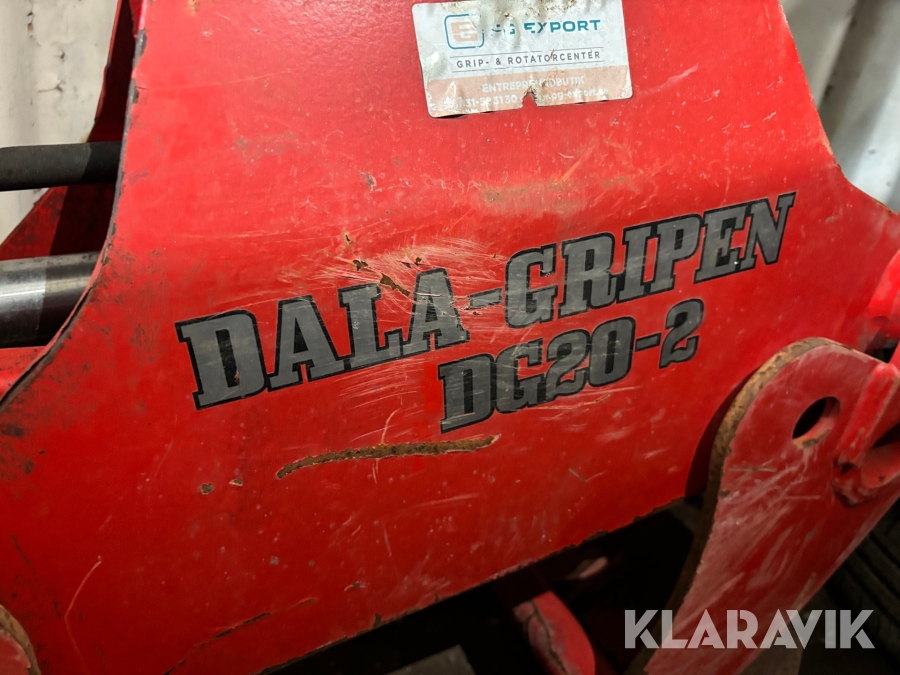 EXPORT
GRIP- & ROTATORCENTER
ENTREPRENADBUTIK
DALA-GRIPEN
DG20-2
KLARAVIK